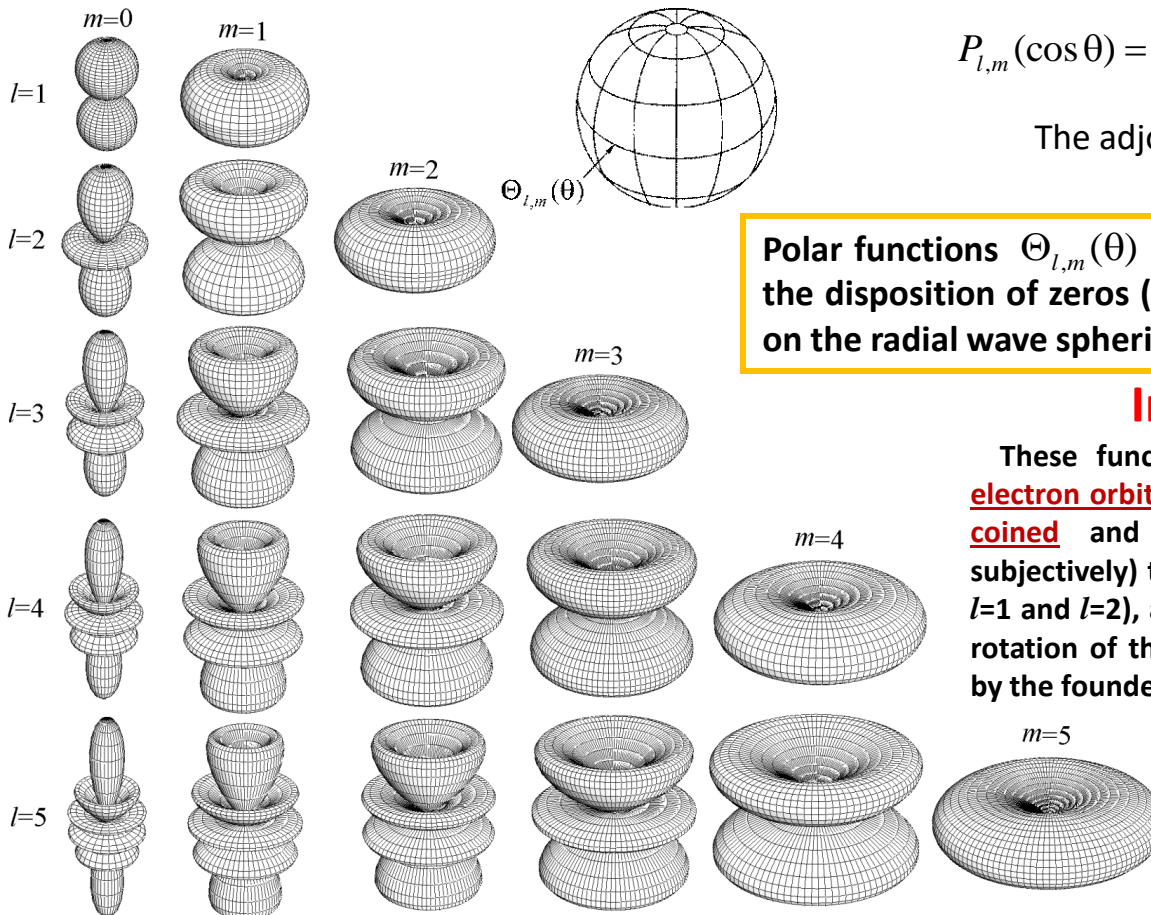 m=0
m=1
P_{l,m}(cos θ) =
l=1
The adjo
m=2
Θ_{l,m}(θ)
l=2
Polar functions Θ_{l,m}(θ)
the disposition of zeros (
on the radial wave spheri
m=3
l=3
These func
electron orbit
coined and
subjectively) t
l=1 and l=2), a
rotation of th
by the founde
m=4
l=4
m=5
l=5